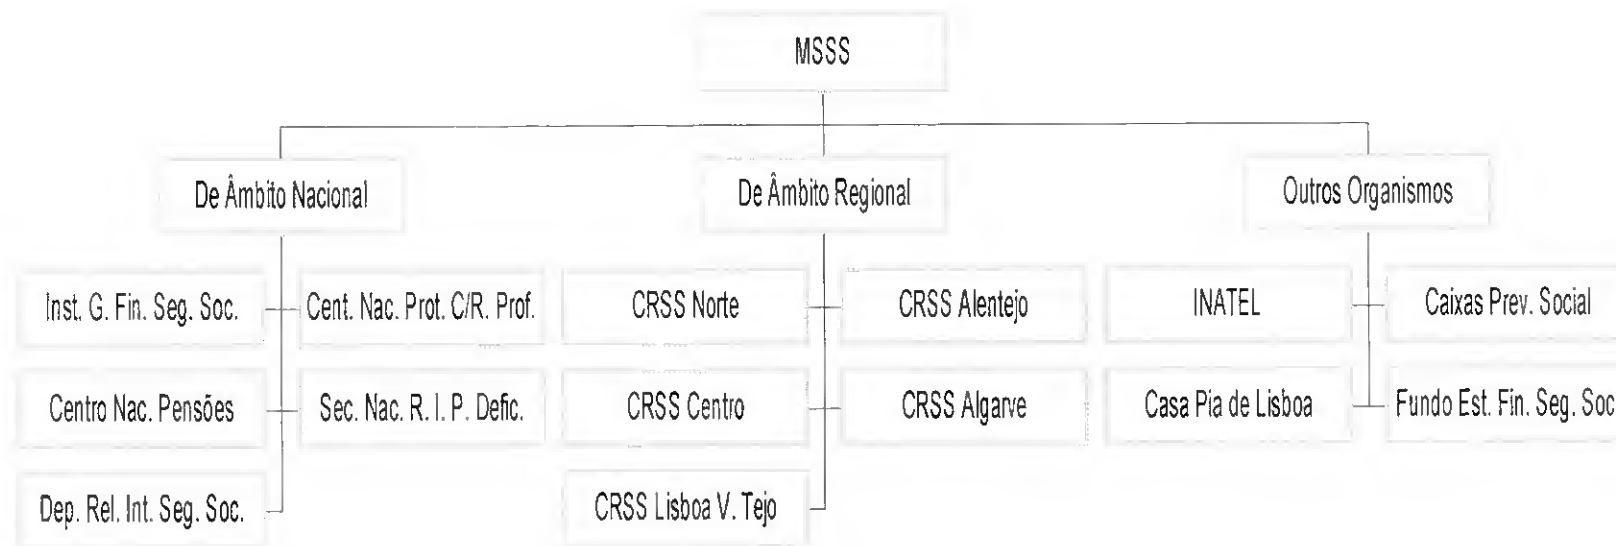 MSSS
De Âmbito Nacional
De Âmbito Regional
Outros Organismos
Inst. G. Fin. Seg. Soc.
Cent. Nac. Prot. C/R. Prof.
CRSS Norte
CRSS Alentejo
INATEL
Caixas Prev. Social
Centro Nac. Pensões
Sec. Nac. R. I. P. Defic.
CRSS Centro
CRSS Algarve
Casa Pia de Lisboa
Fundo Est. Fin. Seg. Soc
Dep. Rel. Int. Seg. Soc.
CRSS Lisboa V. Tejo